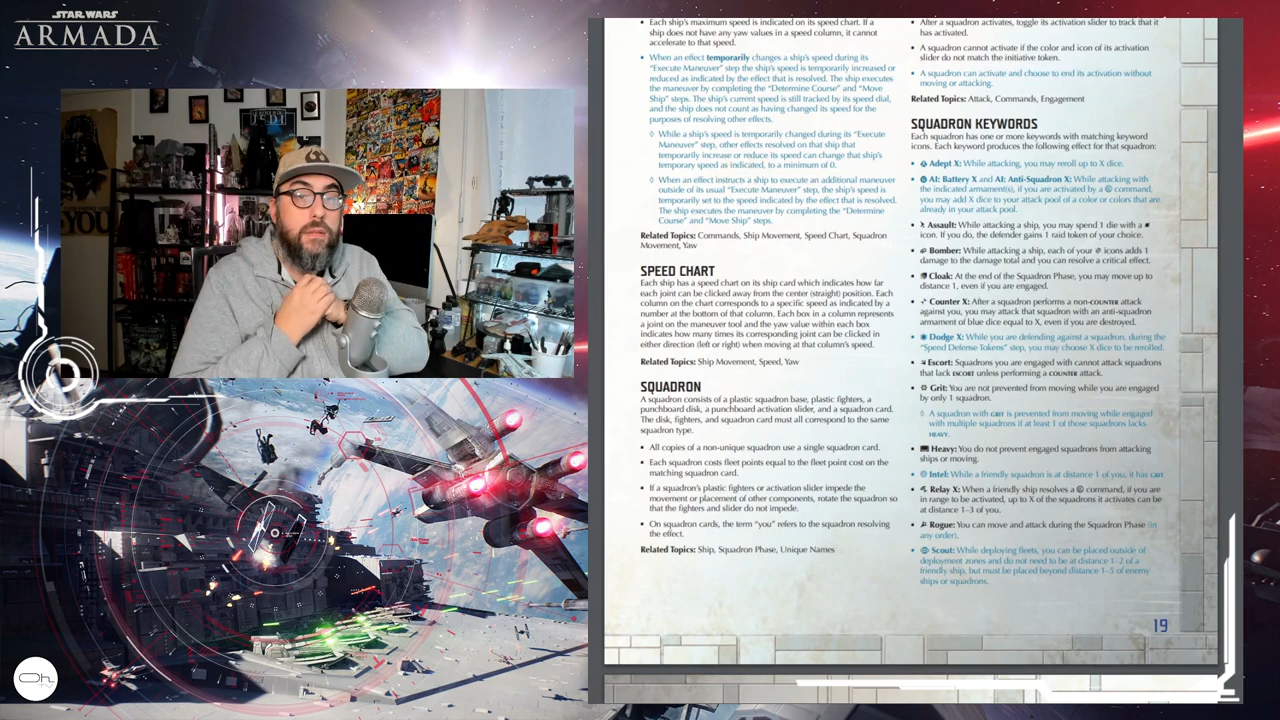 STAR WARS
ARMADA
Each ship's maximum speed is indicated on its speed chart. If a
ship does not have any yaw values in a speed column, it cannot
accelerate to that speed.
• When an effect temporarily changes a ship's speed during its
"Execute Maneuver" step the ship's speed is temporarily increased or
reduced as indicated by the effect that is resolved. The ship executes
the maneuver by completing the "Determine Course" and "Move
Ship" steps. The ship's current speed is still tracked by its speed dial,
and the ship does not count as having changed its speed for the
purposes of resolving other effects.
◊ While a ship's speed is temporarily changed during its "Execute
Maneuver" step, other effects resolved on that ship that
temporarily increase or reduce its speed can change that ship's
temporary speed as indicated, to a minimum of 0.
◊ When an effect instructs a ship to execute an additional maneuver
outside of its usual "Execute Maneuver" step, the ship's speed is
temporarily set to the speed indicated by the effect that is resolved.
The ship executes the maneuver by completing the "Determine
Course" and "Move Ship" steps.
Related Topics: Commands, Ship Movement, Speed Chart, Squadron
Movement, Yaw
SPEED CHART
Each ship has a speed chart on its ship card which indicates how far
each joint can be clicked away from the center (straight) position. Each
column on the chart corresponds to a specific speed as indicated by a
number at the bottom of that column. Each box in a column represents
a joint on the maneuver tool and the yaw value within each box
indicates how many times its corresponding joint can be clicked in
either direction (left or right) when moving at that column's speed.
Related Topics: Ship Movement, Speed, Yaw
SQUADRON
A squadron consists of a plastic squadron base, plastic fighters, a
punchboard disk, a punchboard activation slider, and a squadron card.
The disk, fighters, and squadron card must all correspond to the same
squadron type.
• All copies of a non-unique squadron use a single squadron card.
• Each squadron costs fleet points equal to the fleet point cost on the
matching squadron card.
• If a squadron's plastic fighters or activation slider impede the
movement or placement of other components, rotate the squadron so
that the fighters and slider do not impede.
• On squadron cards, the term "you" refers to the squadron resolving
the effect.
Related Topics: Ship, Squadron Phase, Unique Names
• After a squadron activates, toggle its activation slider to track that it
has activated.
• A squadron cannot activate if the color and icon of its activation
slider do not match the initiative token.
• A squadron can activate and choose to end its activation without
moving or attacking.
Related Topics: Attack, Commands, Engagement
SQUADRON KEYWORDS
Each squadron has one or more keywords with matching keyword
icons. Each keyword produces the following effect for that squadron:
• Adept X: While attacking, you may reroll up to X dice.
• AI: Battery X and AI: Anti-Squadron X: While attacking with
the indicated armament(s), if you are activated by a command,
you may add X dice to your attack pool of a color or colors that are
already in your attack pool.
• Assault: While attacking a ship, you may spend 1 die with a
icon. If you do, the defender gains 1 raid token of your choice.
• Bomber: While attacking a ship, each of your icons adds 1
damage to the damage total and you can resolve a critical effect.
• Cloak: At the end of the Squadron Phase, you may move up to
distance 1, even if you are engaged.
• Counter X: After a squadron performs a non-COUNTER attack
against you, you may attack that squadron with an anti-squadron
armament of blue dice equal to X, even if you are destroyed.
• Dodge X: While you are defending against a squadron, during the
"Spend Defense Tokens" step, you may choose X dice to be rerolled.
• Escort: Squadrons you are engaged with cannot attack squadrons
that lack ESCORT unless performing a COUNTER attack.
• Grit: You are not prevented from moving while you are engaged
by only 1 squadron.
◊ A squadron with GRIT is prevented from moving while engaged
with multiple squadrons if at least 1 of those squadrons lacks
HEAVY.
• Heavy: You do not prevent engaged squadrons from attacking
ships or moving.
• Intel: While a friendly squadron is at distance 1 of you, it has GRIT.
• Relay X: When a friendly ship resolves a command, if you are
in range to be activated, up to X of the squadrons it activates can be
at distance 1–3 of you.
• Rogue: You can move and attack during the Squadron Phase (in
any order).
• Scout: While deploying fleets, you can be placed outside of
deployment zones and do not need to be at distance 1–2 of a
friendly ship, but must be placed beyond distance 1–5 of enemy
ships or squadrons.
19